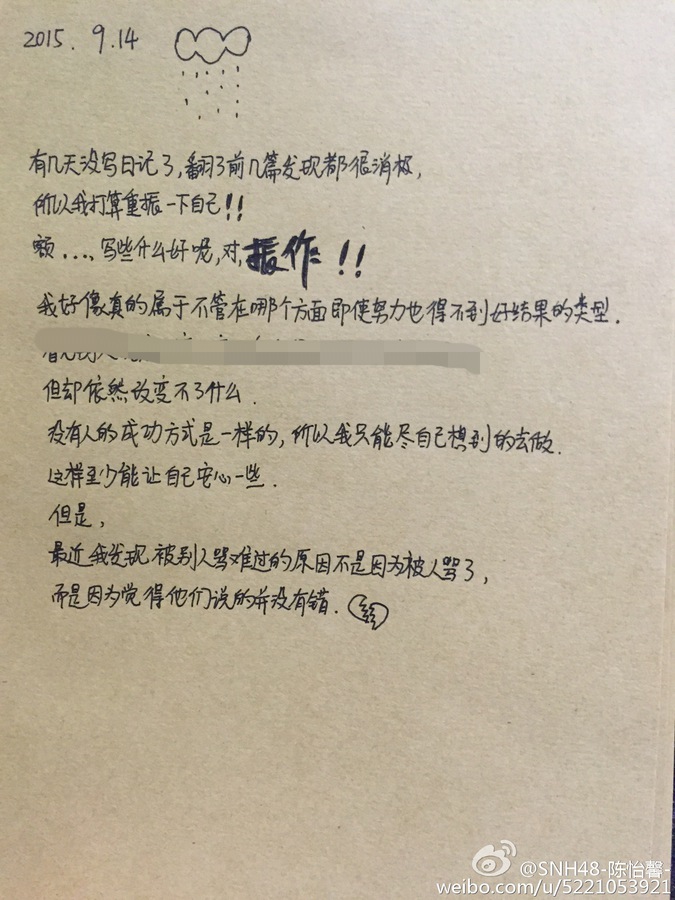 2015. 9.14
有几天没写日记了,翻了前几篇发现都很消极,
所以我打算重振一下自己!!
额....,写些什么好呢,对,振作!!
我好像真的属于不管在哪个方面即使努力也得不到好结果的类型.
但却依然改变不了什么.
没有人的成功方式是一样的,所以我只能尽自己想到的去做.
这样至少能让自己安心一些.
但是,
最近我发现被别人骂难过的原因不是因为被人骂了,
而是因为觉得他们说的并没有错.
@SNH48-陈怡馨-
weibo.com/u/5221053921